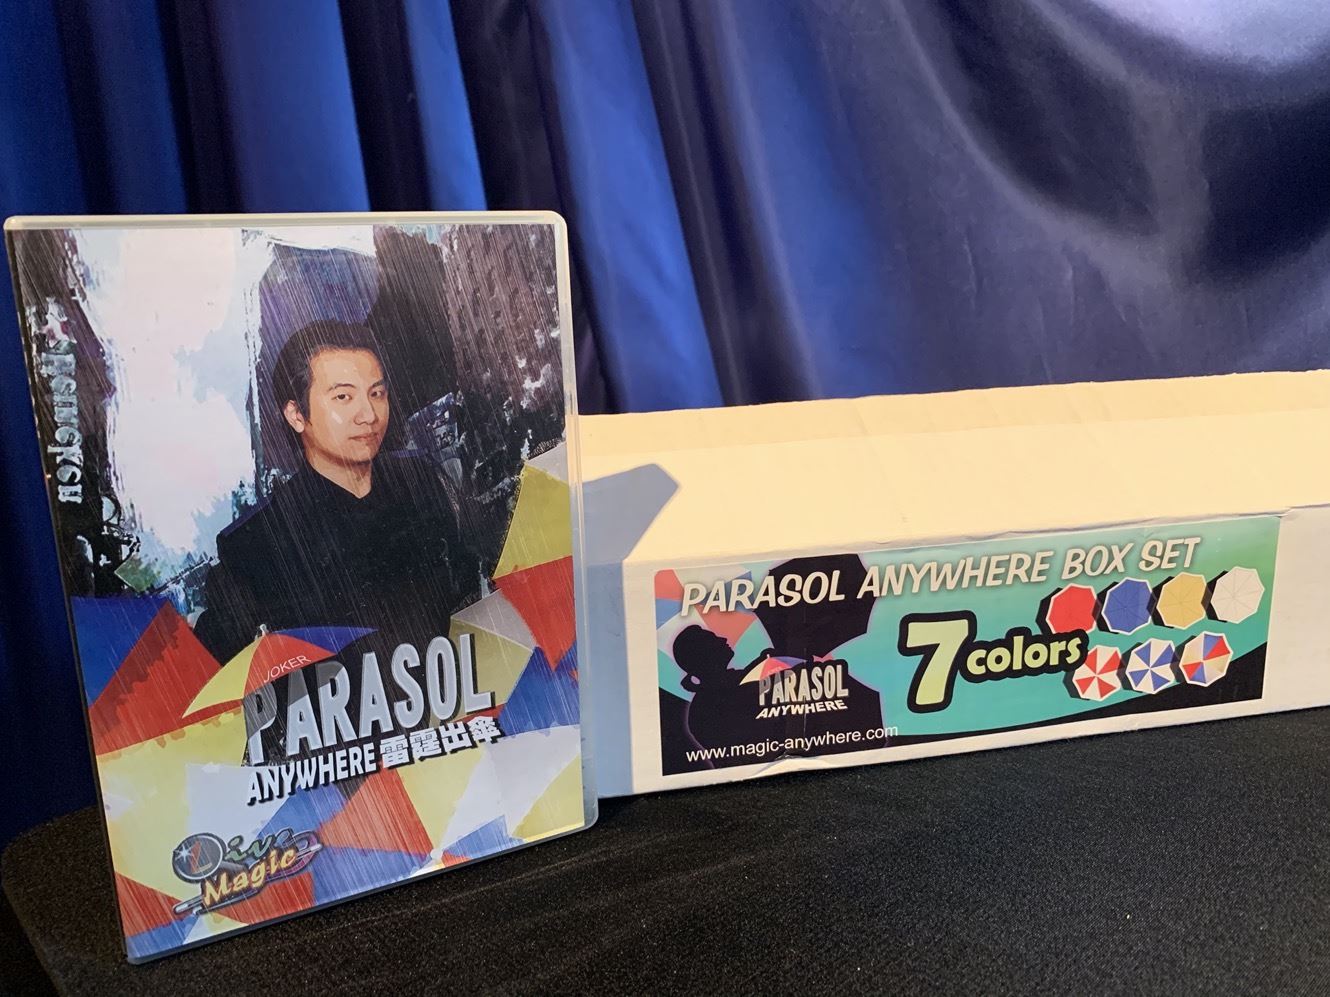 JOKER
PARASOL
ANYWHERE 雷霆出傘
Live
Magic
PARASOL ANYWHERE BOX SET
7 colors
PARASOL
ANYWHERE
www.magic-anywhere.com